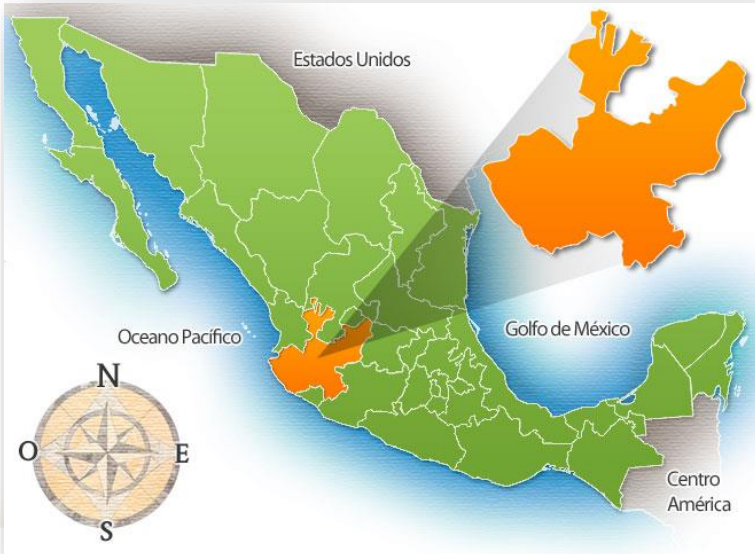 Estados Unidos
Oceano Pacífico
Golfo de México
N
O
E
S
Centro
América